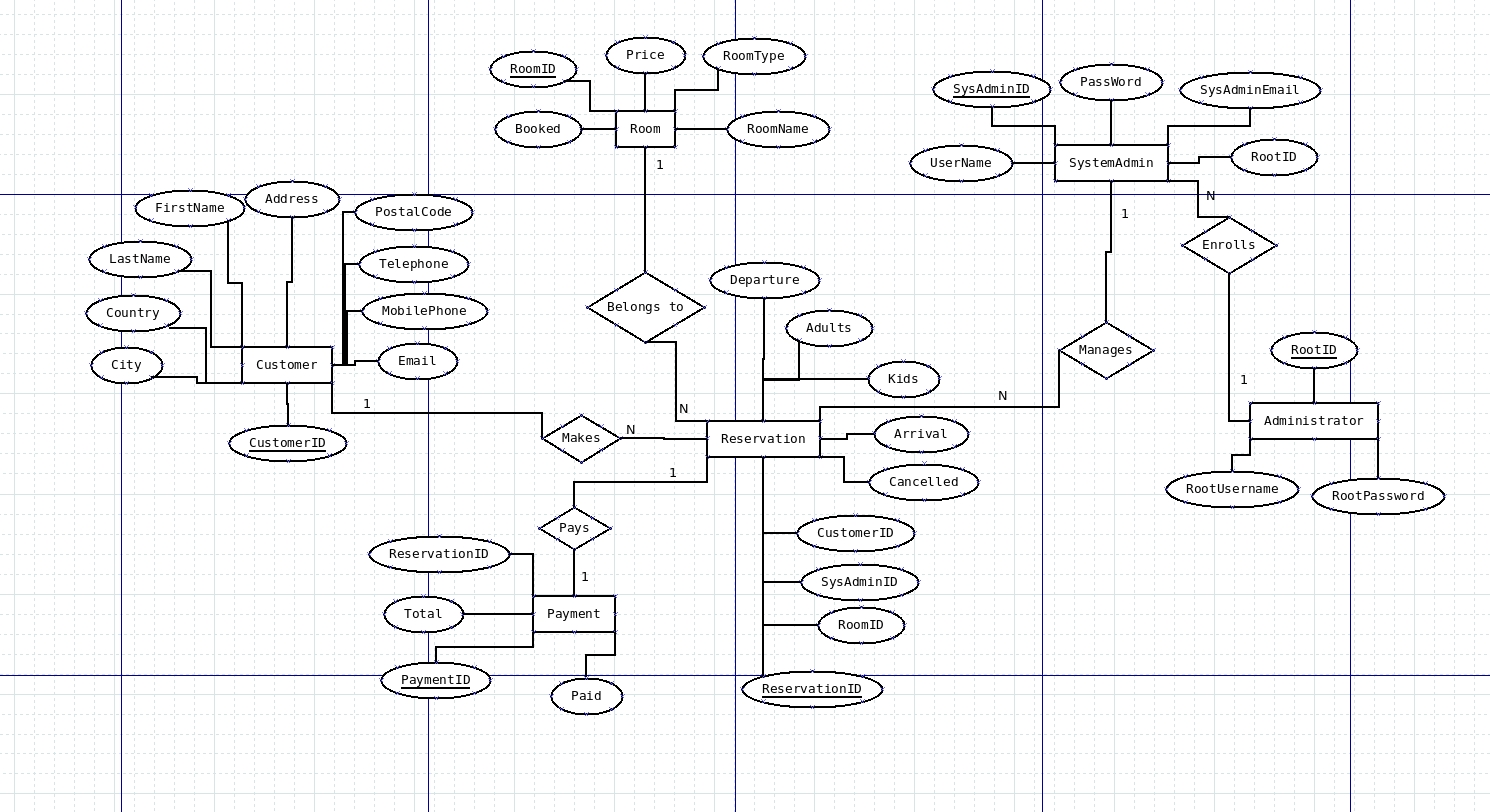 Price
RoomType
RoomID
PassWord
SysAdminID
SysAdminEmail
Booked
Room
RoomName
1
UserName
SystemAdmin
RootID
N
FirstName
Address
PostalCode
1
Enrolls
LastName
Telephone
Departure
Country
MobilePhone
Belongs to
Adults
City
Customer
Email
Manages
RootID
Kids
1
1
N
N
Administrator
CustomerID
Makes
N
Reservation
Arrival
1
Cancelled
RootUsername
RootPassword
Pays
CustomerID
ReservationID
1
SysAdminID
Total
Payment
RoomID
PaymentID
Paid
ReservationID